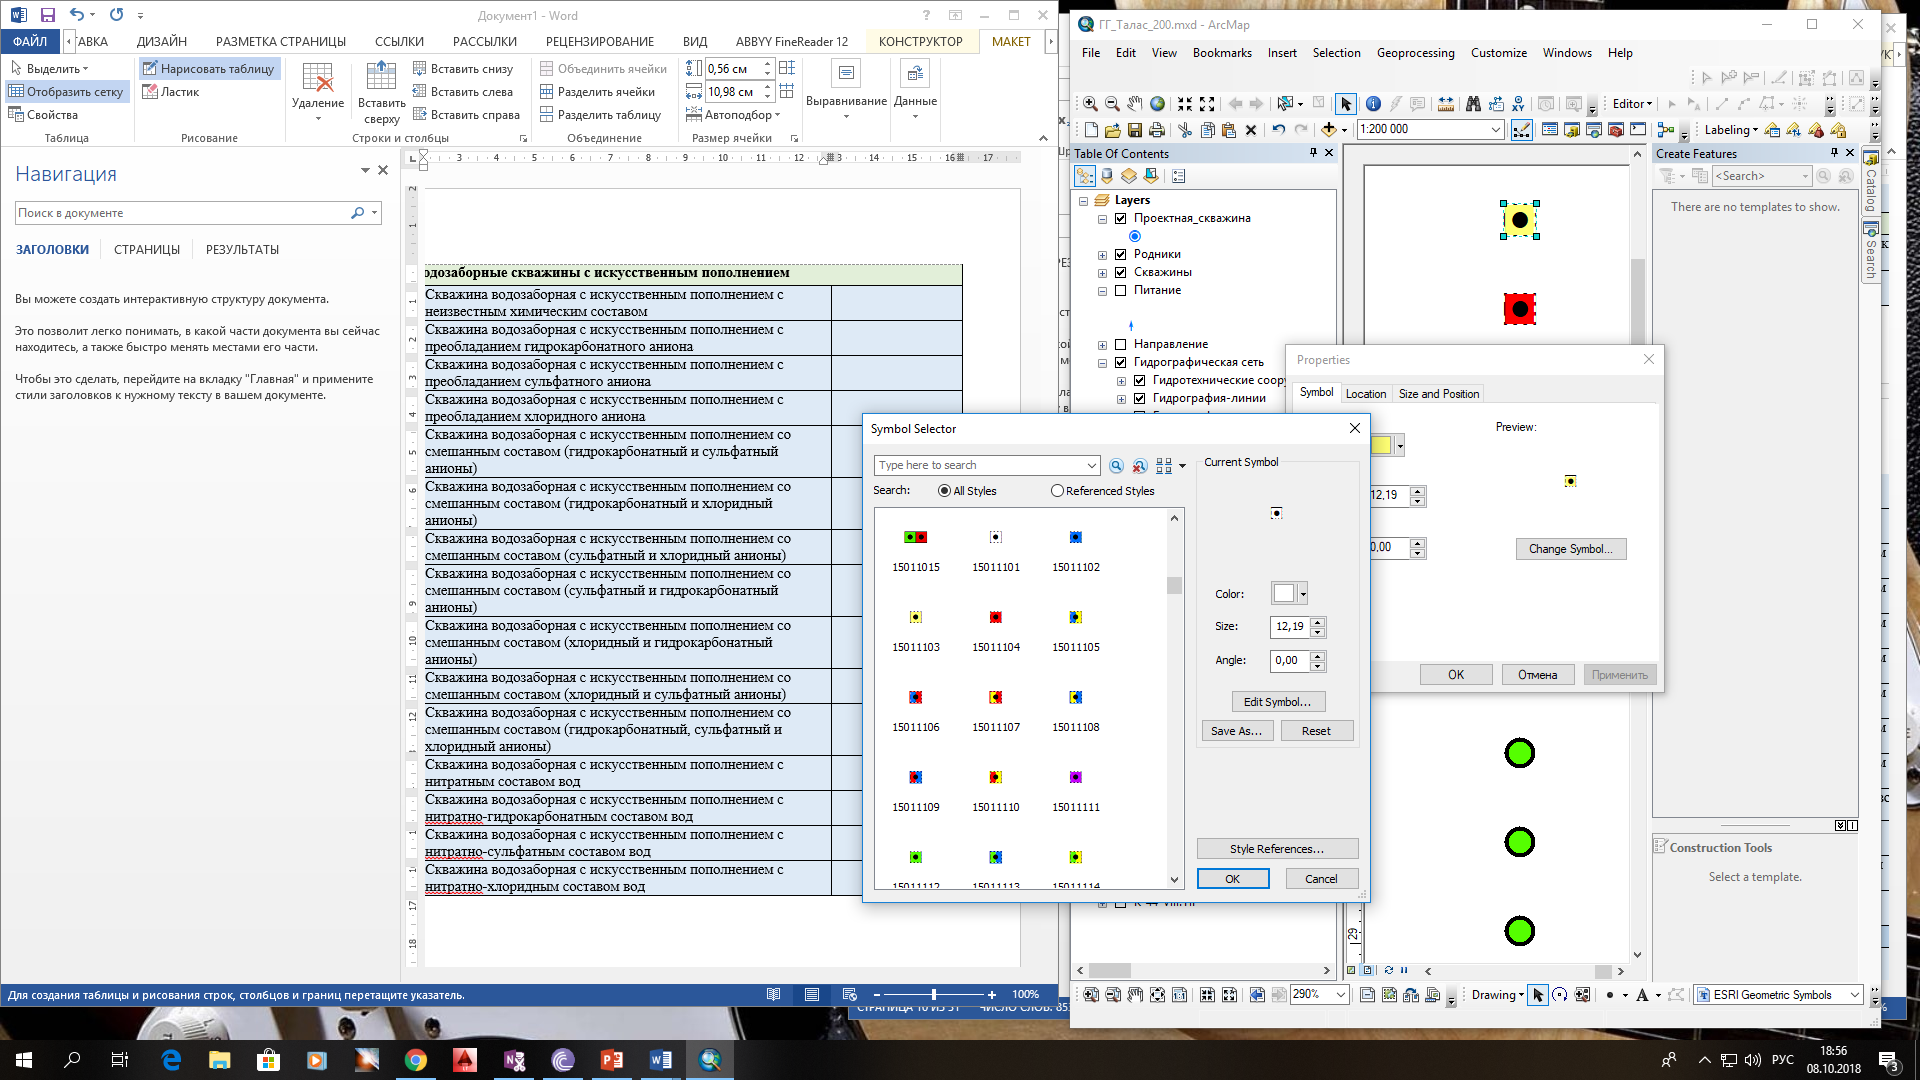 Документ1 - Word
ФАЙЛ
ТАВКА
ДИЗАЙН
РАЗМЕТКА СТРАНИЦЫ
ССЫЛКИ
РАССЫЛКИ
РЕЦЕНЗИРОВАНИЕ
ВИД
ABBYY FineReader 12
КОНСТРУКТОР
МАКЕТ
Выделить
Отобразить сетку
Свойства
Таблица
Нарисовать таблицу
Ластик
Рисование
Удаление
Вставить сверху
Вставить снизу
Вставить слева
Вставить справа
Строки и столбцы
Объединить ячейки
Разделить ячейки
Разделить таблицу
Объединение
0,56 см
10,98 см
Автоподбор
Размер ячейки
Выравнивание
Данные
Навигация
Поиск в документе
ЗАГОЛОВКИ
СТРАНИЦЫ
РЕЗУЛЬТАТЫ
Вы можете создать интерактивную структуру документа.
Это позволит легко понимать, в какой части документа вы сейчас
находитесь, а также быстро менять местами его части.
Чтобы это сделать, перейдите на вкладку "Главная" и примените
стили заголовков к нужному тексту в вашем документе.
одозаборные скважины с искусственным пополнением
Скважина водозаборная с искусственным пополнением с
неизвестным химическим составом
Скважина водозаборная с искусственным пополнением с
преобладанием гидрокарбонатного аниона
Скважина водозаборная с искусственным пополнением с
преобладанием сульфатного аниона
Скважина водозаборная с искусственным пополнением с
преобладанием хлоридного аниона
Скважина водозаборная с искусственным пополнением со
смешанным составом (гидрокарбонатный и сульфатный
анионы)
Скважина водозаборная с искусственным пополнением со
смешанным составом (гидрокарбонатный и хлоридный
анионы)
Скважина водозаборная с искусственным пополнением со
смешанным составом (сульфатный и хлоридный анионы)
Скважина водозаборная с искусственным пополнением со
смешанным составом (сульфатный и гидрокарбонатный
анионы)
Скважина водозаборная с искусственным пополнением со
смешанным составом (хлоридный и гидрокарбонатный
анионы)
Скважина водозаборная с искусственным пополнением со
смешанным составом (хлоридный и сульфатный анионы)
Скважина водозаборная с искусственным пополнением со
смешанным составом (гидрокарбонатный, сульфатный и
хлоридный анионы)
Скважина водозаборная с искусственным пополнением с
нитратным составом вод
Скважина водозаборная с искусственным пополнением с
нитратно-гидрокарбонатным составом вод
Скважина водозаборная с искусственным пополнением с
нитратно-сульфатным составом вод
Скважина водозаборная с искусственным пополнением с
нитратно-хлоридным составом вод
Для создания таблицы и рисования строк, столбцов и границ перетащите указатель.
100%
ГГ_Талас_200.mxd - ArcMap
File Edit View Bookmarks Insert Selection Geoprocessing Customize Windows Help
Editor
1:200 000
Labeling
Table Of Contents
Layers
Проектная_скважина
Родники
Скважины
Питание
Направление
Гидрографическая сеть
Гидротехнические соору
Гидрография-линии
Create Features
<Search>
There are no templates to show.
Catalog
Search
Construction Tools
Select a template.
Properties
Symbol
Location
Size and Position
Preview:
12,19
0,00
Change Symbol...
OK
Отмена
Применить
Symbol Selector
Type here to search
Search:
All Styles
Referenced Styles
15011015 15011101 15011102
15011103 15011104 15011105
15011106 15011107 15011108
15011109 15011110 15011111
15011112 15011113 15011114
Current Symbol
Color:
Size: 12,19
Angle: 0,00
Edit Symbol...
Save As...
Reset
Style References...
OK
Cancel
290%
Drawing
ESRI Geometric Symbols
29
РУС
18:56
08.10.2018
3